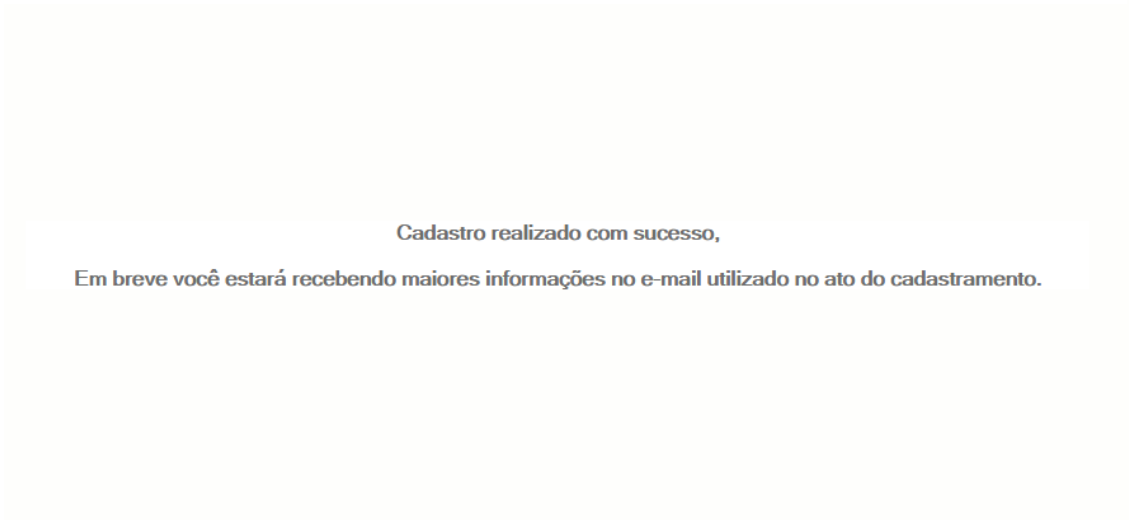 Cadastro realizado com sucesso,
Em breve você estará recebendo maiores informações no e-mail utilizado no ato do cadastramento.